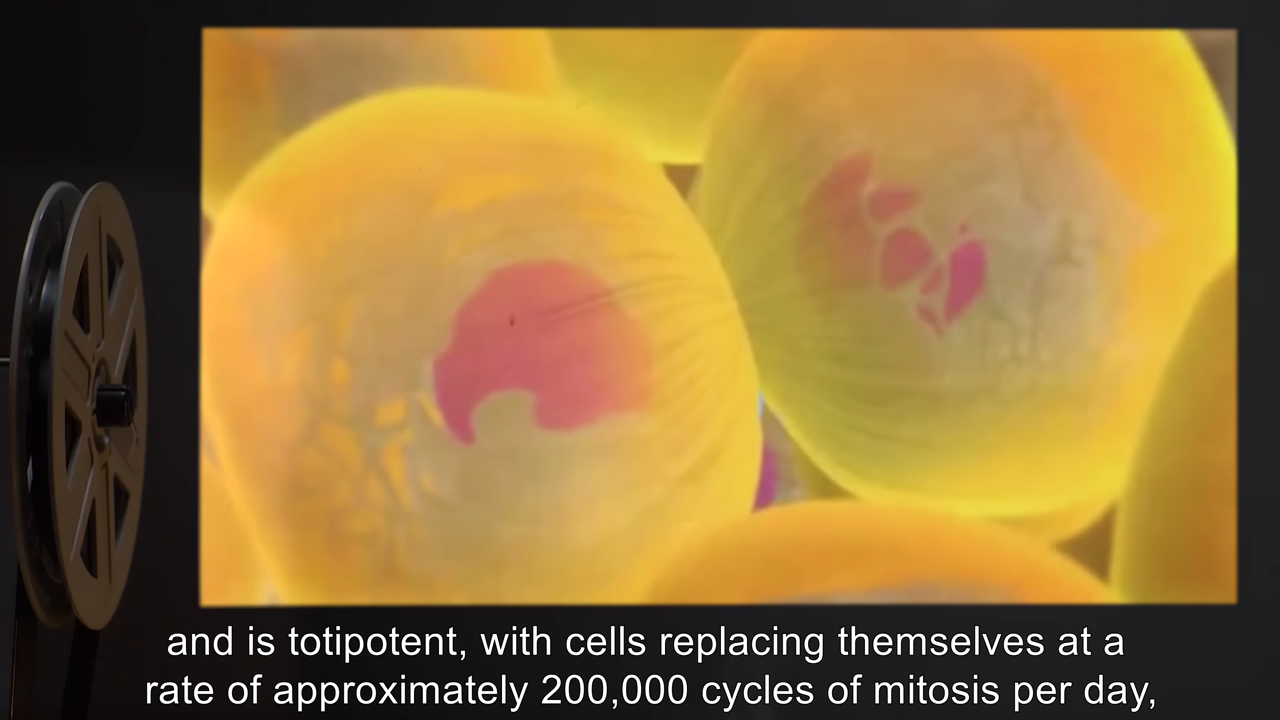 and is totipotent, with cells replacing themselves at a
rate of approximately 200,000 cycles of mitosis per day,